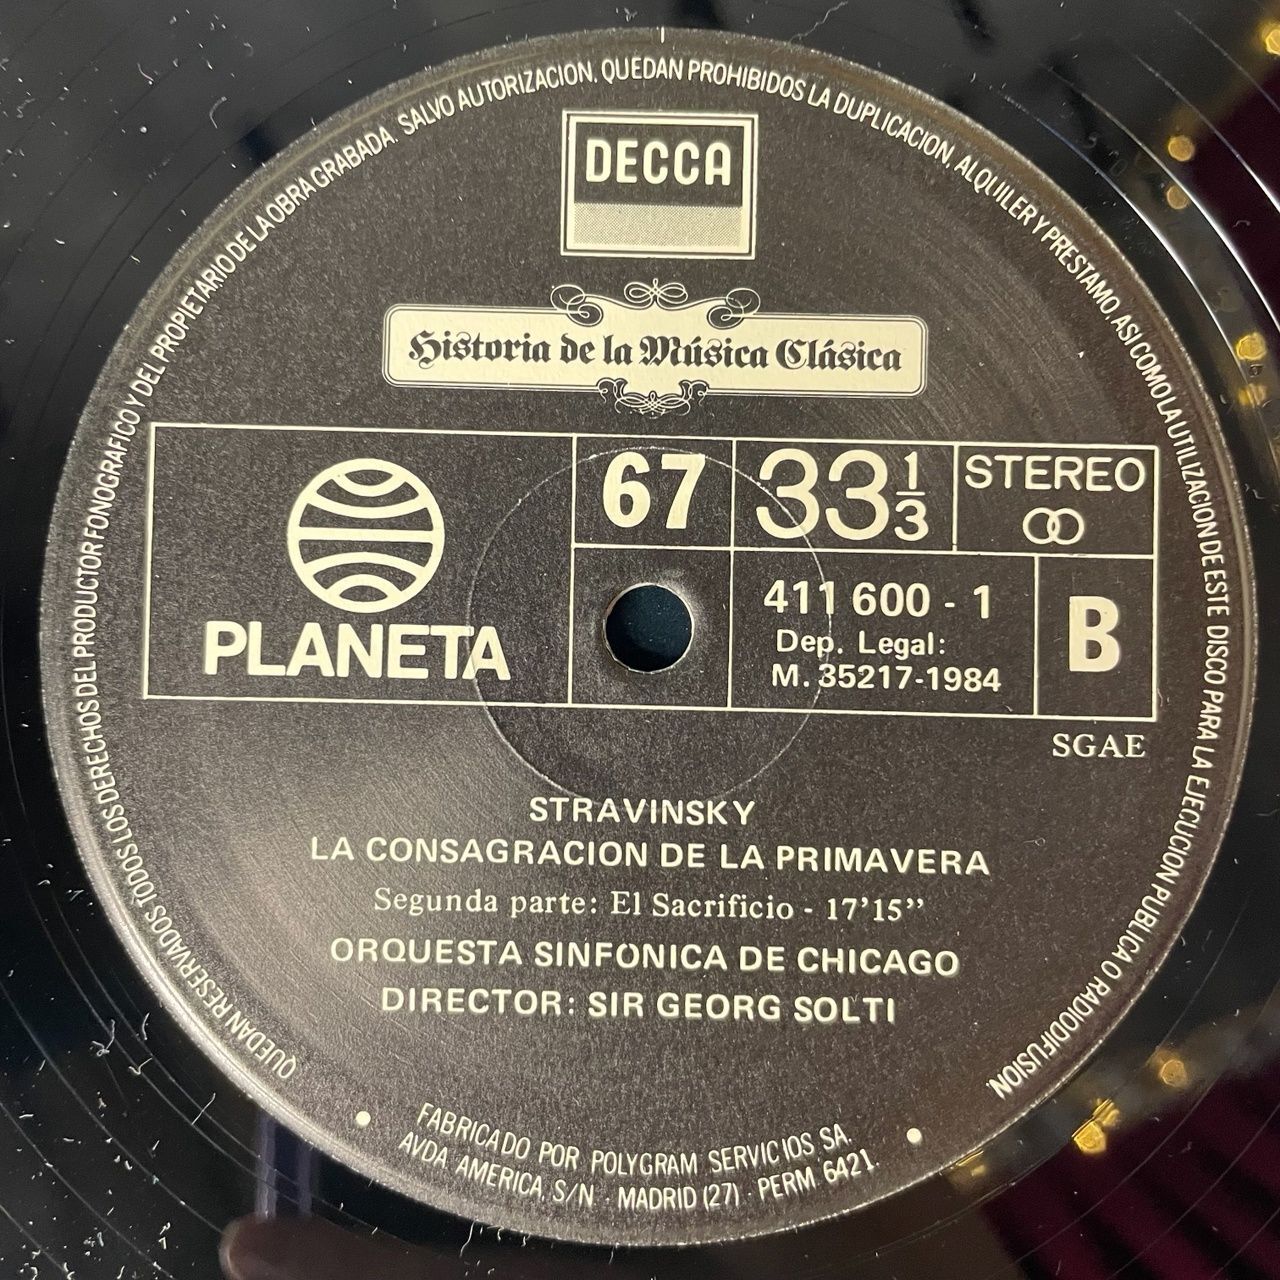 QUEDAN RESERVADOS TODOS LOS DERECHOS DEL PRODUCTOR FONOGRAFICO Y DEL PROPIETARIO DE LA OBRA GRABADA. SALVO AUTORIZACION, QUEDAN PROHIBIDOS LA DUPLICACION, ALQUILER Y PRESTAMO, ASI COMO LA UTILIZACION DE ESTE DISCO PARA LA EJECUCION PUBLICA O RADIODIFUSION.
DECCA
Historia de la Música Clásica
PLANETA
67
33 1/3
STEREO
411 600 - 1
Dep. Legal:
M. 35217-1984
B
SGAE
STRAVINSKY
LA CONSAGRACION DE LA PRIMAVERA
Segunda parte: El Sacrificio - 17'15''
ORQUESTA SINFONICA DE CHICAGO
DIRECTOR: SIR GEORG SOLTI
FABRICADO POR POLYGRAM SERVICIOS SA.
AVDA AMERICA, S/N · MADRID (27) · PERM 6421.